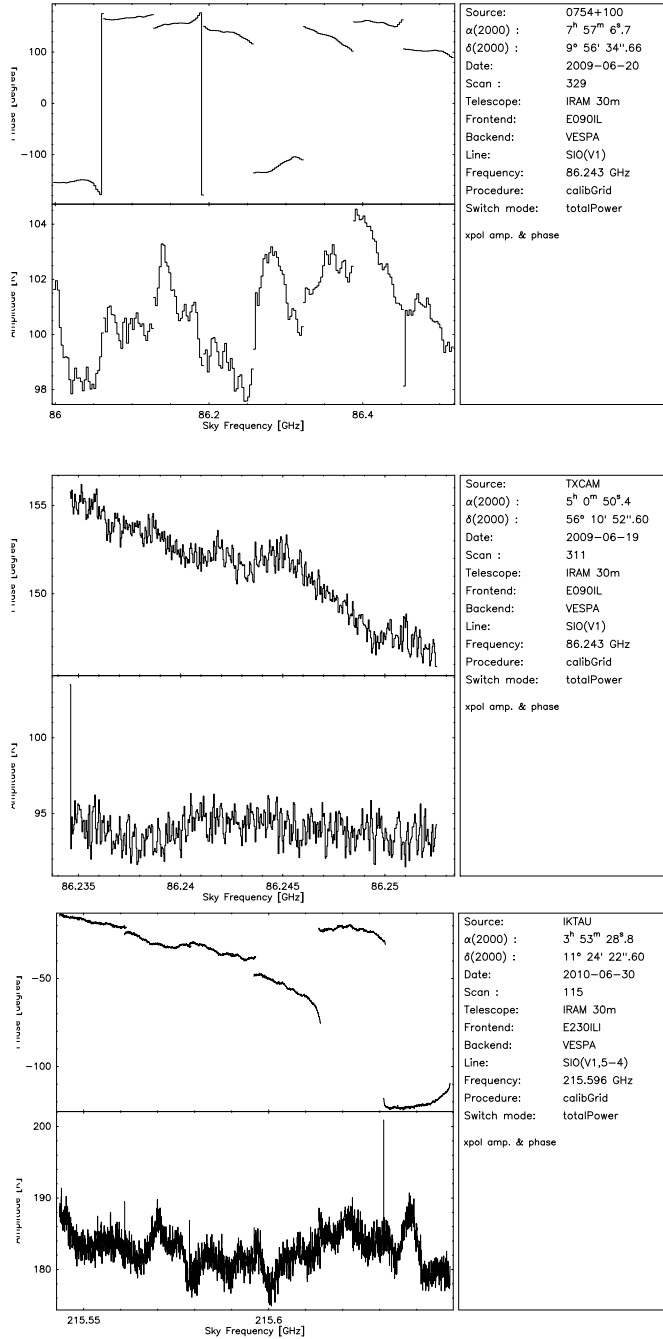 100
0
−100
104
102
100
98
86
86.2
86.4
Sky Frequency [GHz]
Source: 0754+100
α(2000) : 7h 57m 6s.7
δ(2000) : 9° 56' 34".66
Date: 2009−06−20
Scan : 329
Telescope: IRAM 30m
Frontend: E090IL
Backend: VESPA
Line: SIO(V1)
Frequency: 86.243 GHz
Procedure: calibGrid
Switch mode: totalPower
xpol amp. & phase
155
150
100
95
86.235
86.24
86.245
86.25
Sky Frequency [GHz]
Source: TXCAM
α(2000) : 5h 0m 50s.4
δ(2000) : 56° 10' 52".60
Date: 2009−06−19
Scan : 311
Telescope: IRAM 30m
Frontend: E090IL
Backend: VESPA
Line: SIO(V1)
Frequency: 86.243 GHz
Procedure: calibGrid
Switch mode: totalPower
xpol amp. & phase
−50
−100
200
190
180
215.55
215.6
Sky Frequency [GHz]
Source: IKTAU
α(2000) : 3h 53m 28s.8
δ(2000) : 11° 24' 22".60
Date: 2010−06−30
Scan : 115
Telescope: IRAM 30m
Frontend: E230ILI
Backend: VESPA
Line: SIO(V1,5−4)
Frequency: 215.596 GHz
Procedure: calibGrid
Switch mode: totalPower
xpol amp. & phase